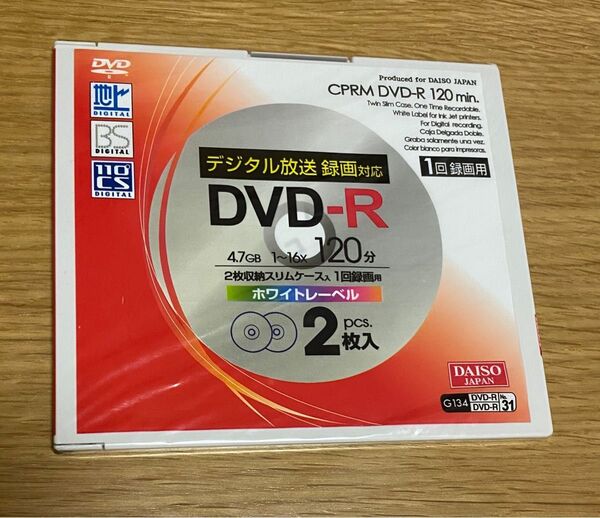 DVD
R
地上
DIGITAL
BS
DIGITAL
110°
CS
DIGITAL
Produced for DAISO JAPAN
CPRM DVD-R 120 min.
Twin Slim Case. One Time Recordable.
White Label for Ink Jet printers.
For Digital recording.
Caja Delgada Doble.
Graba solamente una vez.
Color blanco para impresoras.
1回 録画用
デジタル放送 録画対応
DVD-R
4.7GB 1~16x 120分
2枚収納スリムケース入 1回録画用
ホワイトレーベル
2 pcs.
枚入
DAISO
JAPAN
G134 DVD-R No.
DVD-R 31